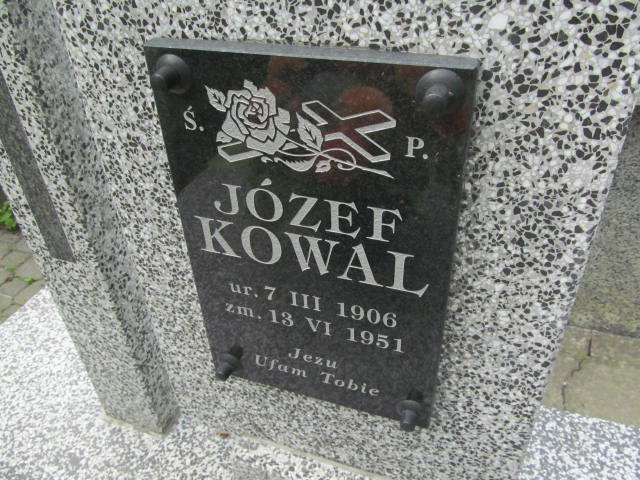 Ś. P.
JÓZEF
KOWAL
ur. 7 III 1906
zm. 13 VI 1951
Jezu
Ufam Tobie